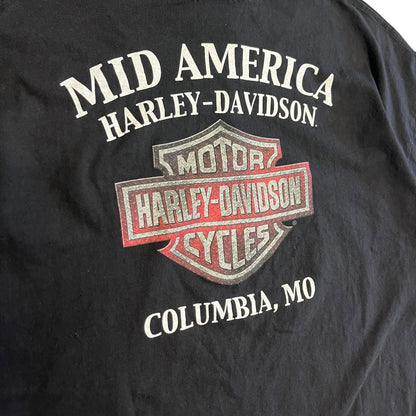 MID AMERICA
HARLEY-DAVIDSON
MOTOR
HARLEY-DAVIDSON
CYCLES
COLUMBIA, MO